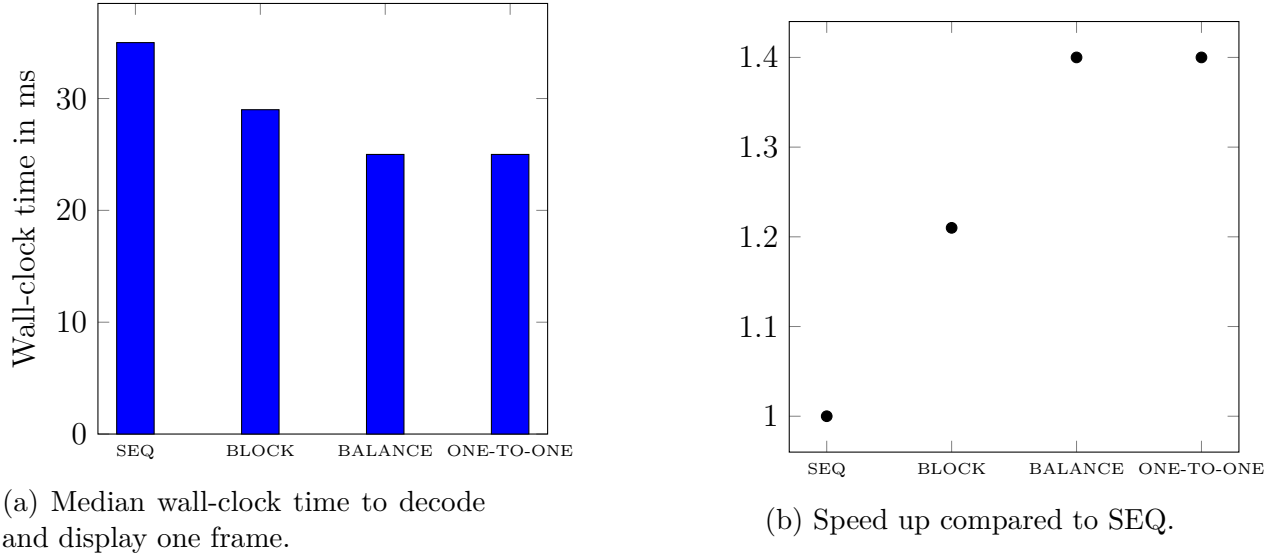 Wall-clock time in ms
30
20
10
0
SEQ BLOCK BALANCE ONE-TO-ONE
(a) Median wall-clock time to decode
and display one frame.
1.4
1.3
1.2
1.1
1
SEQ BLOCK BALANCE ONE-TO-ONE
(b) Speed up compared to SEQ.